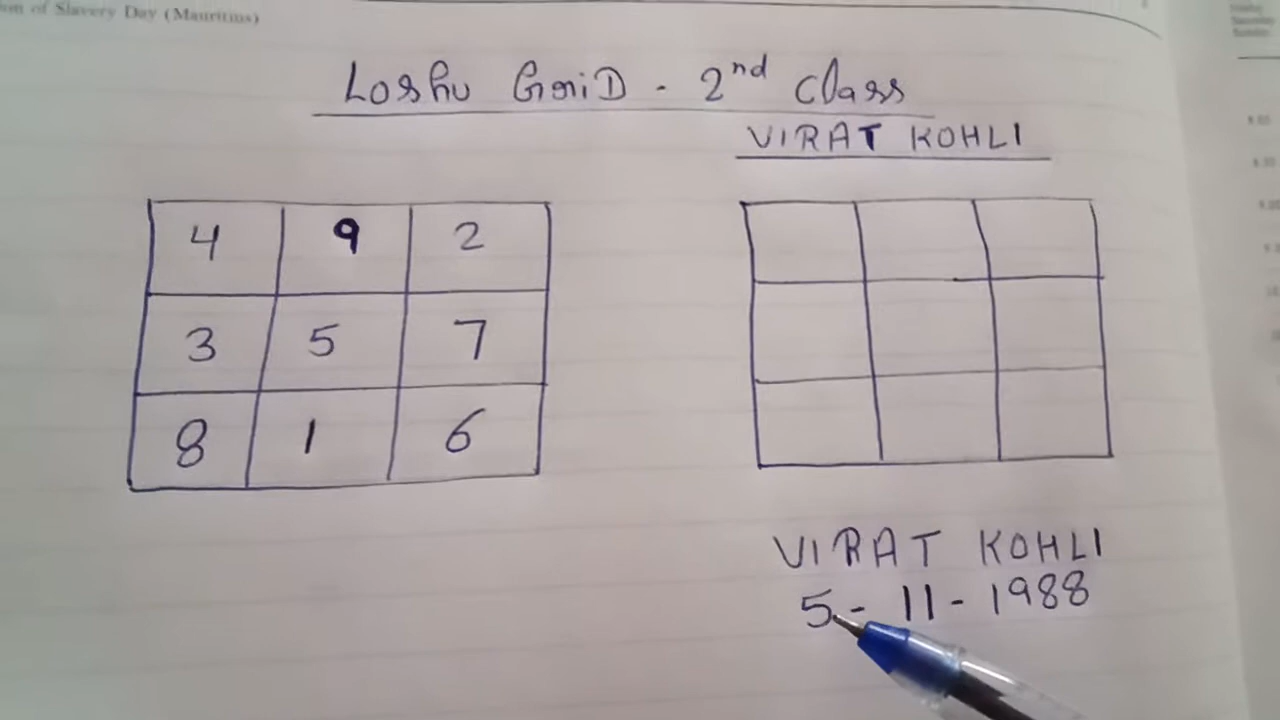 on of Slavery Day (Mauritius)
Loshu GriD - 2nd Class
VIRAT KOHLI
4 9 2
3 5 7
8 1 6
VIRAT KOHLI
5 - 11 - 1988